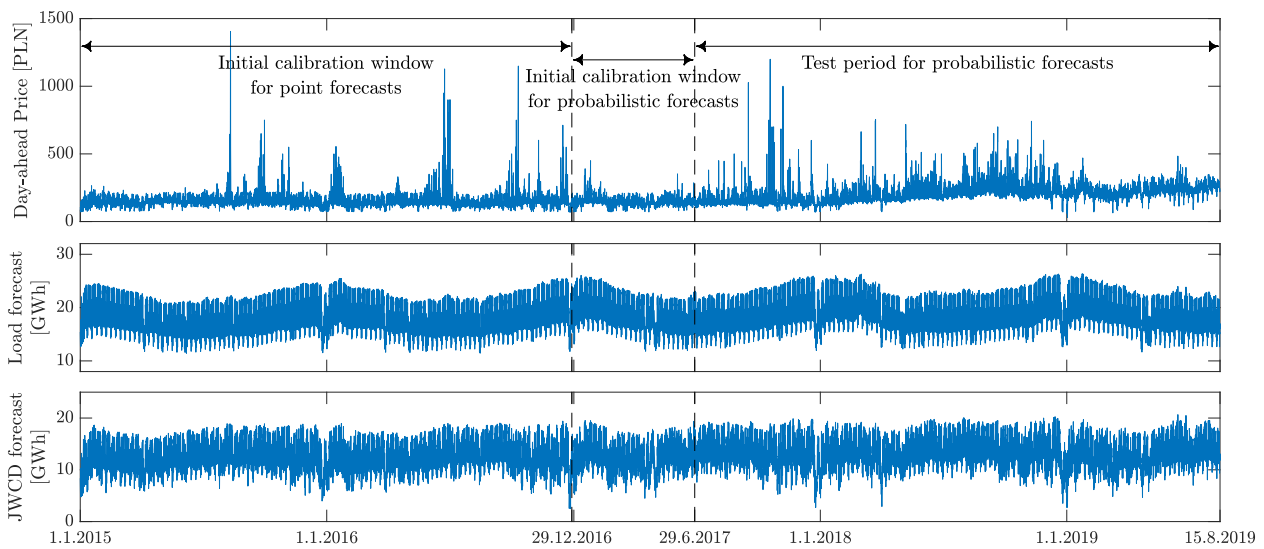 Day-ahead Price [PLN]
1500
1000
500
0
Initial calibration window
for point forecasts
Initial calibration window
for probabilistic forecasts
Test period for probabilistic forecasts
Load forecast
[GWh]
30
20
10
JWCD forecast
[GWh]
20
10
0
1.1.2015
1.1.2016
29.12.2016
29.6.2017
1.1.2018
1.1.2019
15.8.2019